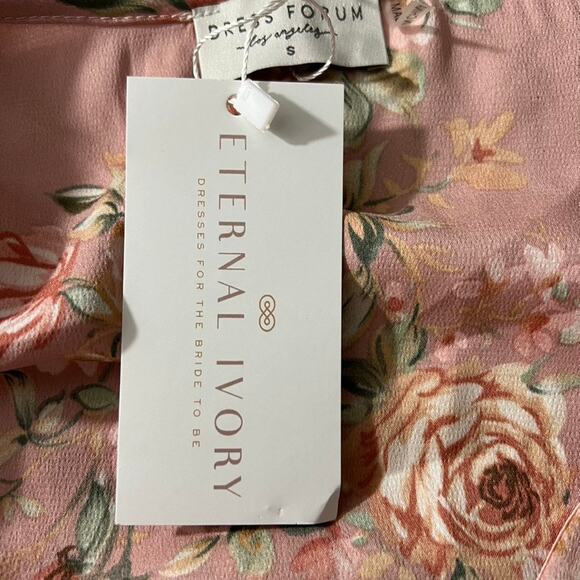 DRESS FORUM
los angeles
S
ETERNAL IVORY
DRESSES FOR THE BRIDE TO BE